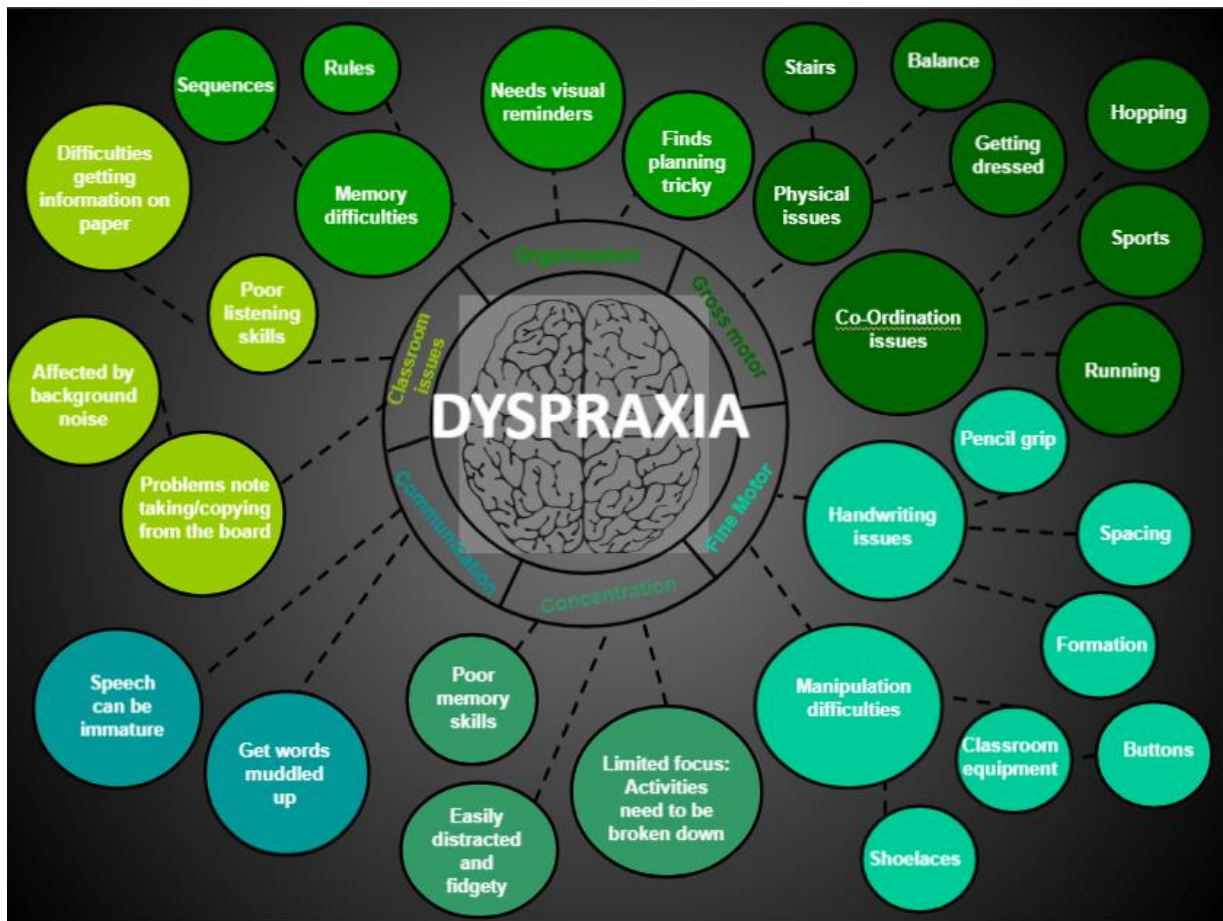 Sequences
Rules
Needs visual
reminders
Finds
planning
tricky
Memory
difficulties
Organisation
Stairs
Balance
Getting
dressed
Physical
issues
Hopping
Sports
Running
Co-Ordination
issues
Gross motor
Difficulties
getting
information on
paper
Poor
listening
skills
Affected by
background
noise
Problems note
taking/copying
from the board
Classroom
issues
DYSPRAXIA
Pencil grip
Handwriting
issues
Spacing
Formation
Fine Motor
Manipulation
difficulties
Classroom
equipment
Buttons
Shoelaces
Communication
Speech
can be
immature
Get words
muddled
up
Concentration
Poor
memory
skills
Easily
distracted
and
fidgety
Limited focus:
Activities
need to be
broken down